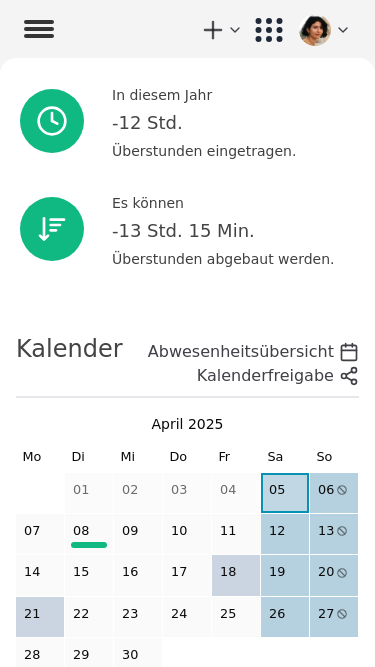 In diesem Jahr
-12 Std.
Überstunden eingetragen.
Es können
-13 Std. 15 Min.
Überstunden abgebaut werden.
Kalender
Abwesenheitsübersicht
Kalenderfreigabe
April 2025
Mo Di Mi Do Fr Sa So
01 02 03 04 05 06
07 08 09 10 11 12 13
14 15 16 17 18 19 20
21 22 23 24 25 26 27
28 29 30